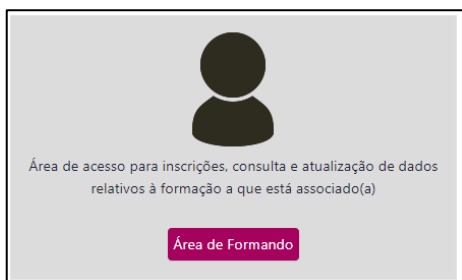 Área de acesso para inscrições, consulta e atualização de dados
relativos à formação a que está associado(a)
Área de Formando